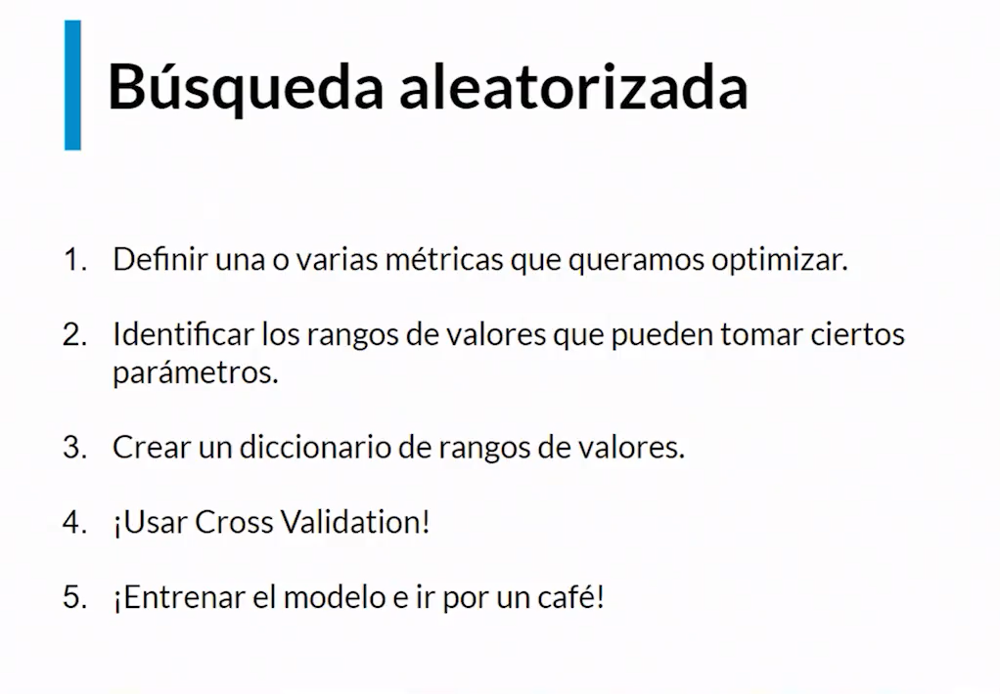 Búsqueda aleatorizada
1. Definir una o varias métricas que queramos optimizar.
2. Identificar los rangos de valores que pueden tomar ciertos
parámetros.
3. Crear un diccionario de rangos de valores.
4. ¡Usar Cross Validation!
5. ¡Entrenar el modelo e ir por un café!